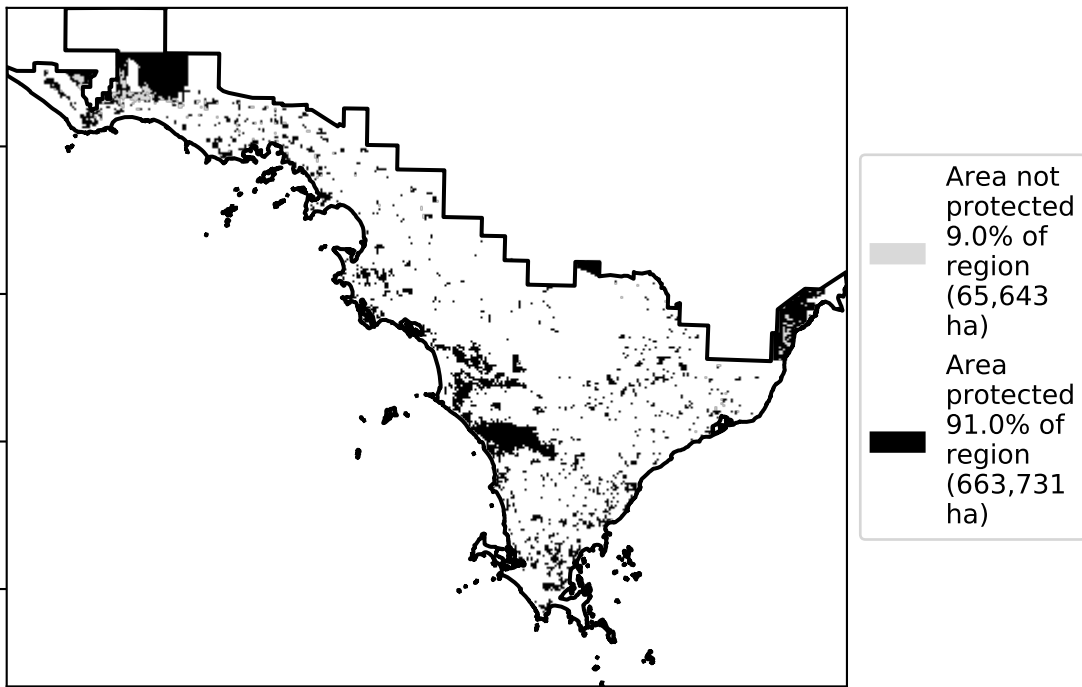 Area not
protected
9.0% of
region
(65,643
ha)
Area
protected
91.0% of
region
(663,731
ha)